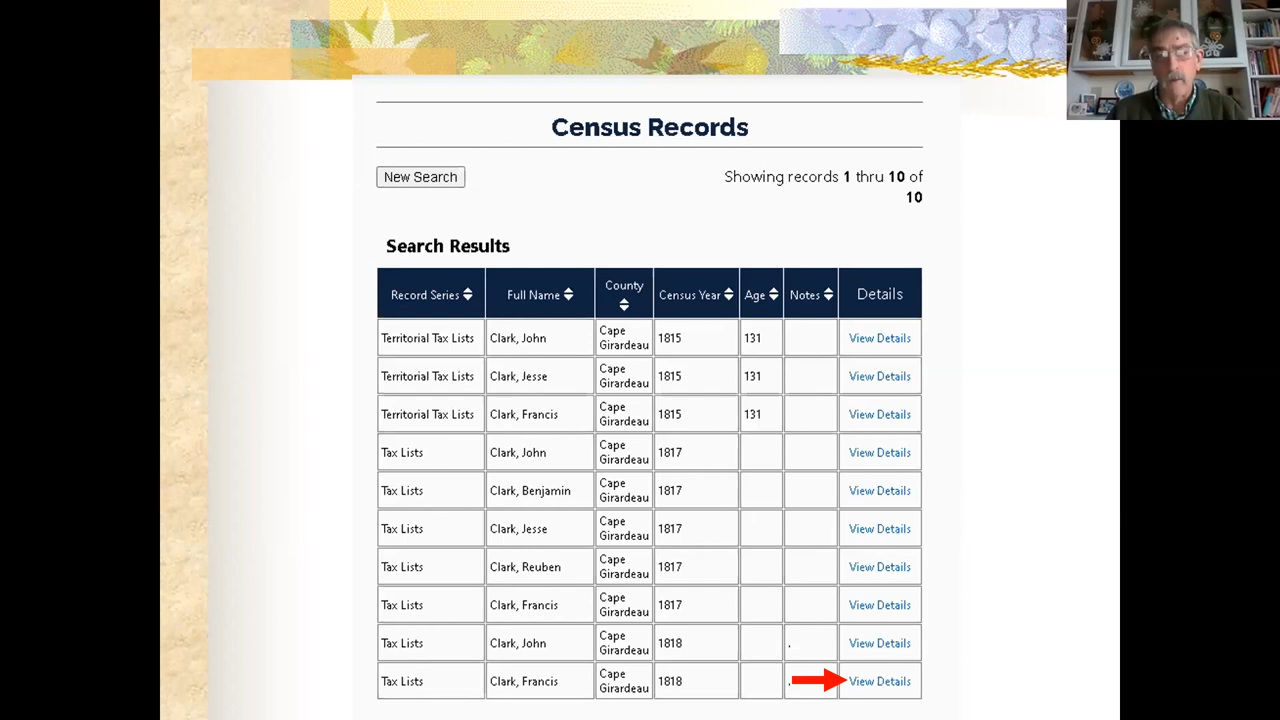 Census Records
New Search
Showing records 1 thru 10 of
10
Search Results
Record Series Full Name County Census Year Age Notes Details
Territorial Tax Lists Clark, John Cape Girardeau 1815 131 View Details
Territorial Tax Lists Clark, Jesse Cape Girardeau 1815 131 View Details
Territorial Tax Lists Clark, Francis Cape Girardeau 1815 131 View Details
Tax Lists Clark, John Cape Girardeau 1817 View Details
Tax Lists Clark, Benjamin Cape Girardeau 1817 View Details
Tax Lists Clark, Jesse Cape Girardeau 1817 View Details
Tax Lists Clark, Reuben Cape Girardeau 1817 View Details
Tax Lists Clark, Francis Cape Girardeau 1817 View Details
Tax Lists Clark, John Cape Girardeau 1818 . View Details
Tax Lists Clark, Francis Cape Girardeau 1818 . View Details